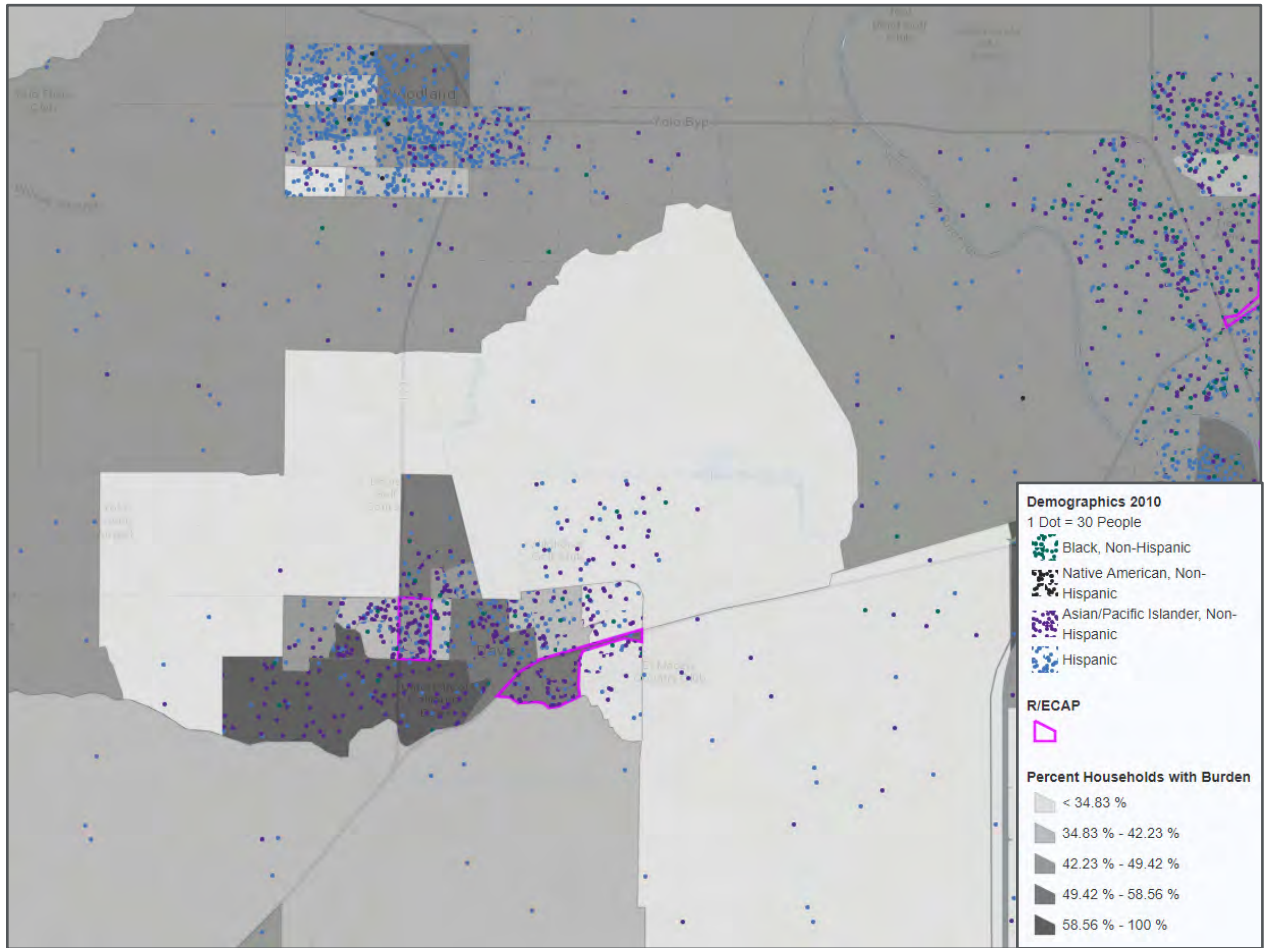 Yolo Byp
Demographics 2010
1 Dot = 30 People
Black, Non-Hispanic
Native American, Non-
Hispanic
Asian/Pacific Islander, Non-
Hispanic
Hispanic
R/ECAP
Percent Households with Burden
< 34.83 %
34.83 % - 42.23 %
42.23 % - 49.42 %
49.42 % - 58.56 %
58.56 % - 100 %